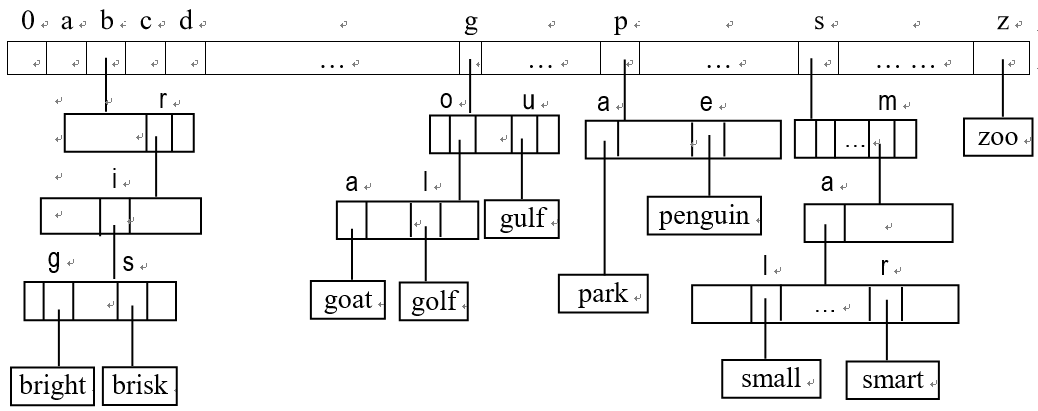 0 a b c d g p s z
... ... ... ... ...
r o u a e m
zoo
...
i a l a
gulf penguin
g s l r
goat golf park
...
bright brisk small smart